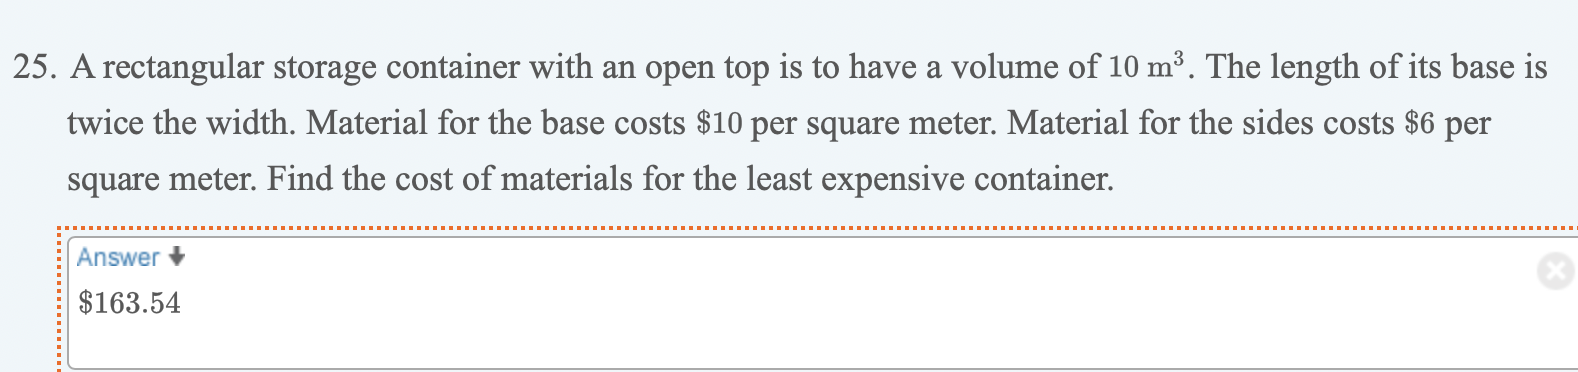 25. A rectangular storage container with an open top is to have a volume of 10 m³. The length of its base is
twice the width. Material for the base costs $10 per square meter. Material for the sides costs $6 per
square meter. Find the cost of materials for the least expensive container.
Answer
$163.54